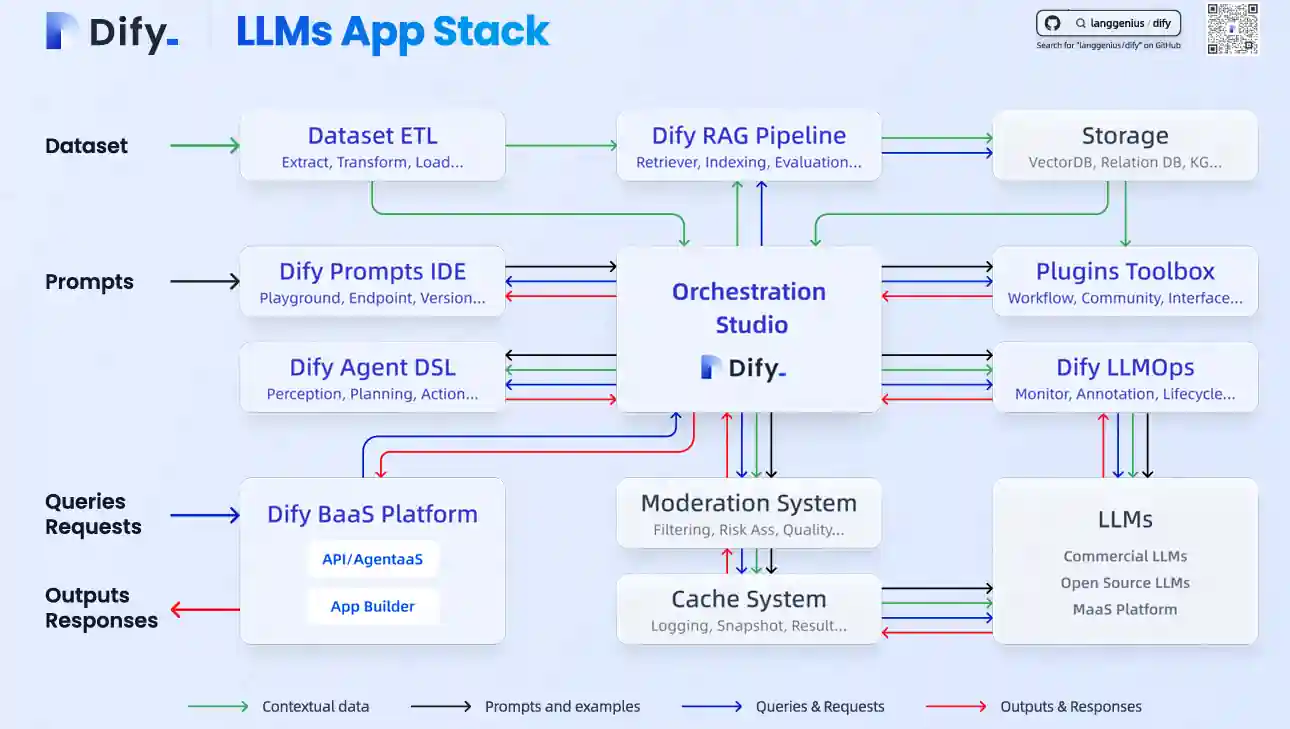 Dify_
LLMs App Stack
langgenius / dify
Search for "langgenius/dify" on GitHub
Dataset
Dataset ETL
Extract, Transform, Load...
Dify RAG Pipeline
Retriever, Indexing, Evaluation...
Storage
VectorDB, Relation DB, KG...
Prompts
Dify Prompts IDE
Playground, Endpoint, Version...
Orchestration
Studio
Dify_
Plugins Toolbox
Workflow, Community, Interface...
Dify Agent DSL
Perception, Planning, Action...
Dify LLMOps
Monitor, Annotation, Lifecycle...
Queries
Requests
Outputs
Responses
Dify BaaS Platform
API/AgentaaS
App Builder
Moderation System
Filtering, Risk Ass, Quality...
Cache System
Logging, Snapshot, Result...
LLMs
Commercial LLMs
Open Source LLMs
MaaS Platform
Contextual data
Prompts and examples
Queries & Requests
Outputs & Responses